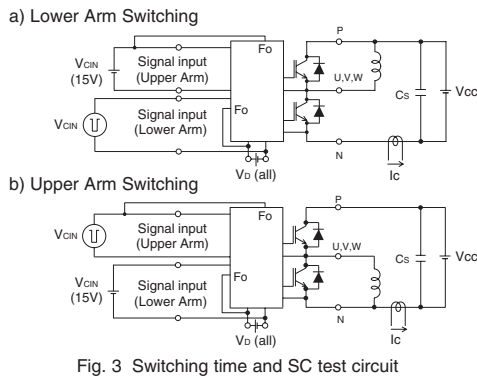 a) Lower Arm Switching
P
Fo
VCIN
(15V)
Signal input
(Upper Arm)
U,V,W
Signal input
(Lower Arm)
Fo
VCIN
CS
VCC
N
VD (all)
IC
b) Upper Arm Switching
P
Fo
VCIN
Signal input
(Upper Arm)
U,V,W
VCIN
(15V)
Signal input
(Lower Arm)
Fo
CS
VCC
N
VD (all)
IC
Fig. 3 Switching time and SC test circuit